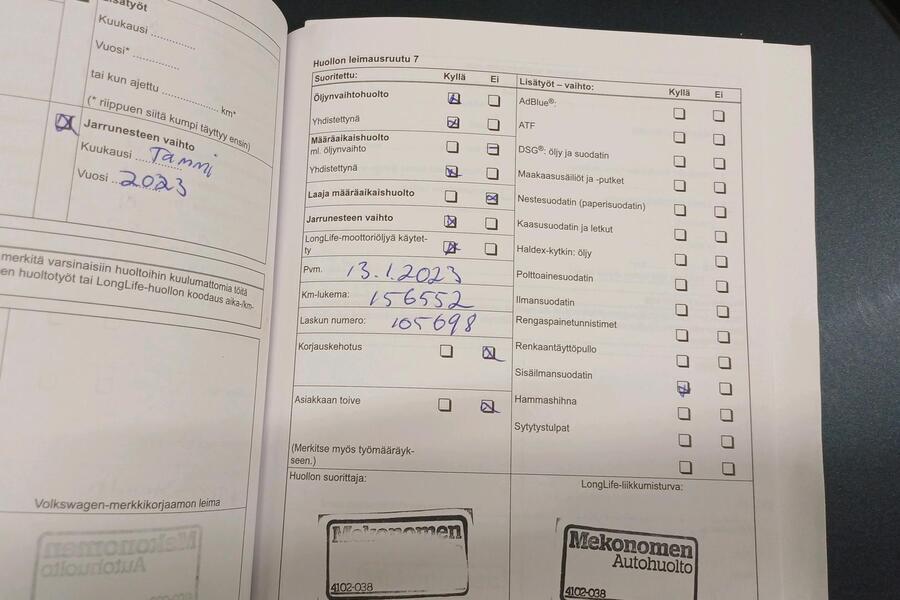 Lisätyöt
Kuukausi ..............
Vuosi* ..............
tai kun ajettu .............. km*
(* riippuen siitä kumpi täyttyy ensin)
Jarrunesteen vaihto
Kuukausi Tammi
Vuosi 2023
merkitä varsinaisiin huoltoihin kuulumattomia töitä
en huoltotyöt tai LongLife-huollon koodaus aika-/km-
Volkswagen-merkkikorjaamon leima
Huollon leimausruutu 7
Suoritettu: Kyllä Ei
Öljynvaihtohuolto
Yhdistettynä
Määräaikaishuolto
ml. öljynvaihto
Yhdistettynä
Laaja määräaikaishuolto
Jarrunesteen vaihto
LongLife-moottoriöljyä käytet-
ty
Pvm. 13.1.2023
Km-lukema: 156552
Laskun numero: 105698
Korjauskehotus
Asiakkaan toive
(Merkitse myös työmääräyk-
seen.)
Huollon suorittaja:
Mekonomen
4102-038
Lisätyöt – vaihto: Kyllä Ei
AdBlue®:
ATF
DSG®: öljy ja suodatin
Maakaasusäiliöt ja -putket
Nestesuodatin (paperisuodatin)
Kaasusuodatin ja letkut
Haldex-kytkin: öljy
Polttoainesuodatin
Ilmansuodatin
Rengaspainetunnistimet
Renkaantäyttöpullo
Sisäilmansuodatin
Hammashihna
Sytytystulpat
LongLife-liikkumisturva:
Mekonomen
Autohuolto
4102-038